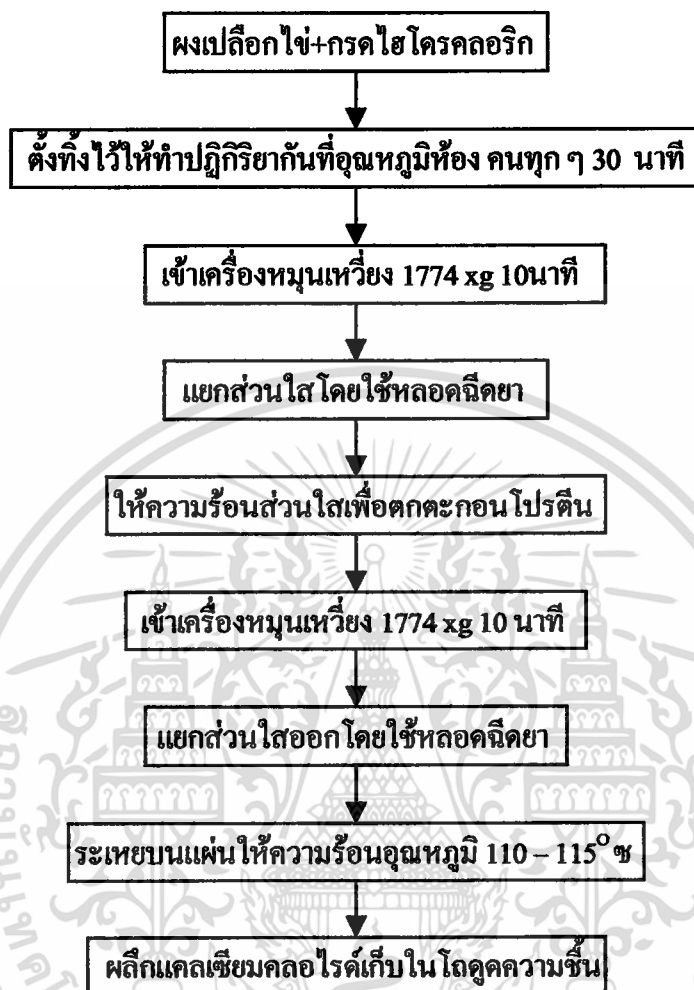 ผงเปลือกไข่+กรดไฮโดรคลอริก
ตั้งทิ้งไว้ให้ทำปฏิกิริยากันที่อุณหภูมิห้อง คนทุก ๆ 30 นาที
เข้าเครื่องหมุนเหวี่ยง 1774 xg 10นาที
แยกส่วนใสโดยใช้หลอดฉีดยา
ให้ความร้อนส่วนใสเพื่อตกตะกอนโปรตีน
เข้าเครื่องหมุนเหวี่ยง 1774 xg 10 นาที
แยกส่วนใสออกโดยใช้หลอดฉีดยา
ระเหยบนแผ่นให้ความร้อนอุณหภูมิ 110 – 115° ซ
ผลึกแคลเซียมคลอไรด์เก็บในโถดูดความชื้น